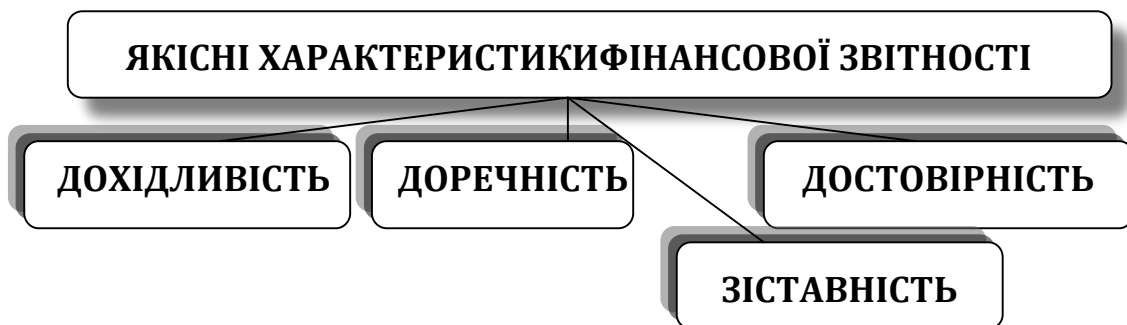 ЯКІСНІ ХАРАКТЕРИСТИКИФІНАНСОВОЇ ЗВІТНОСТІ
ДОХІДЛИВІСТЬ
ДОРЕЧНІСТЬ
ДОСТОВІРНІСТЬ
ЗІСТАВНІСТЬ